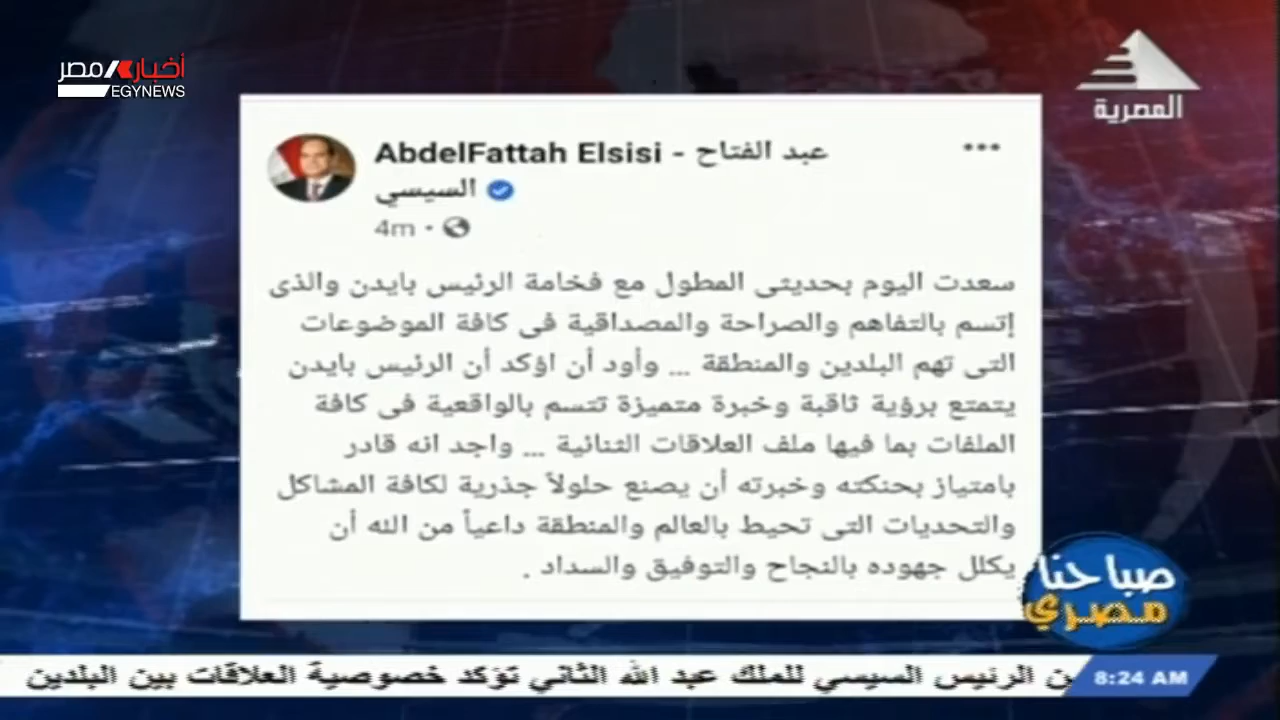 أخبار مصر
EGYNEWS
المصرية
AbdelFattah Elsisi - عبد الفتاح
السيسي
4m
سعدت اليوم بحديثى المطول مع فخامة الرئيس بايدن والذى
إتسم بالتفاهم والصراحة والمصداقية فى كافة الموضوعات
التى تهم البلدين والمنطقة ... وأود أن اؤكد أن الرئيس بايدن
يتمتع برؤية ثاقبة وخبرة متميزة تتسم بالواقعية فى كافة
الملفات بما فيها ملف العلاقات الثنائية ... واجد انه قادر
بامتياز بحنكته وخبرته أن يصنع حلولاً جذرية لكافة المشاكل
والتحديات التى تحيط بالعالم والمنطقة داعياً من الله أن
يكلل جهوده بالنجاح والتوفيق والسداد .
صباحنا
مصري
الرئيس السيسي للملك عبد الله الثاني تؤكد خصوصية العلاقات بين البلدين
8:24 AM